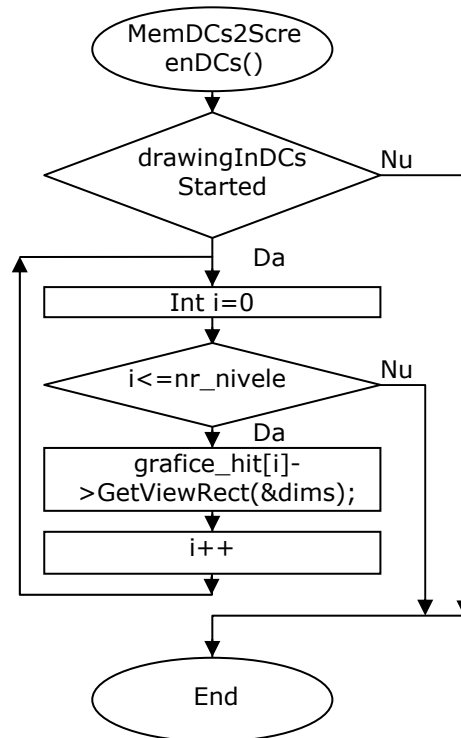 MemDCs2Scre
enDCs()
drawingInDCs
Started
Nu
Da
Int i=0
i<=nr_nivele
Nu
Da
grafice_hit[i]-
>GetViewRect(&dims);
i++
End